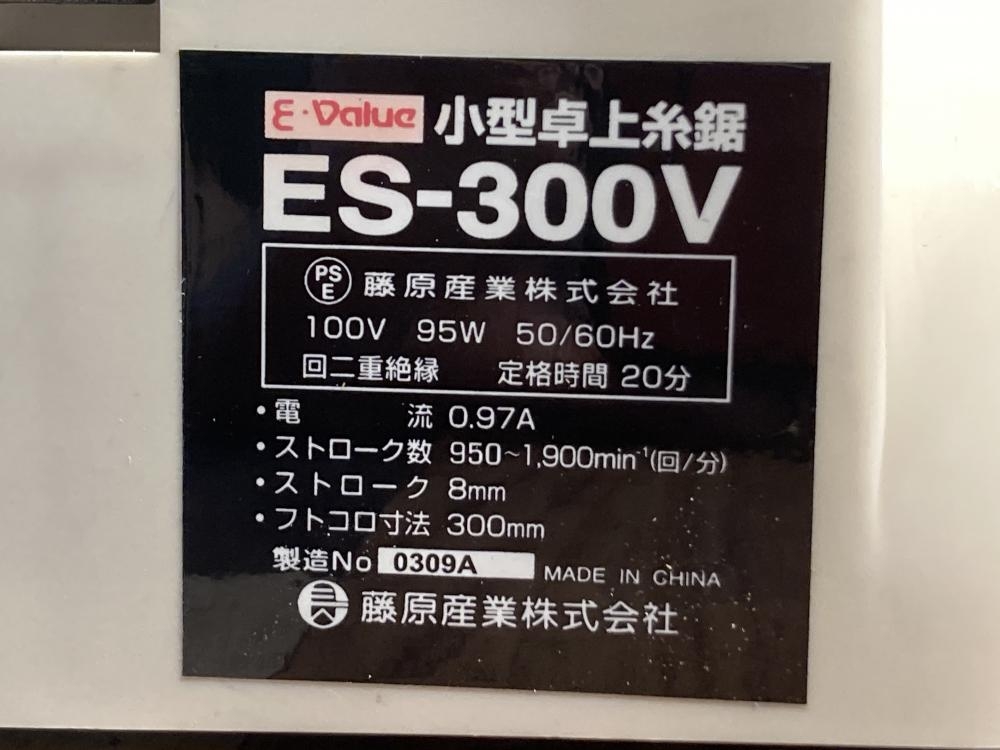 E·Value 小型卓上糸鋸
ES-300V
PSE 藤原産業株式会社
100V 95W 50/60Hz
回二重絶縁 定格時間 20分
・電流 0.97A
・ストローク数 950~1,900min⁻¹(回/分)
・ストローク 8mm
・フトコロ寸法 300mm
製造No 0309A MADE IN CHINA
藤原産業株式会社